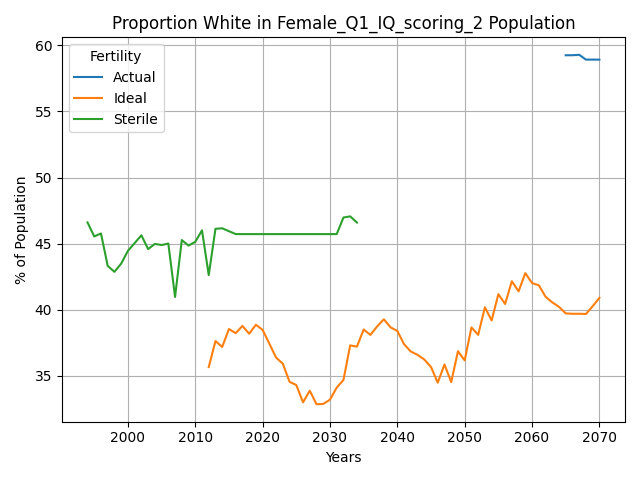 Proportion White in Female_Q1_IQ_scoring_2 Population
60
55
50
45
40
35
% of Population
Fertility
Actual
Ideal
Sterile
2000 2010 2020 2030 2040 2050 2060 2070
Years